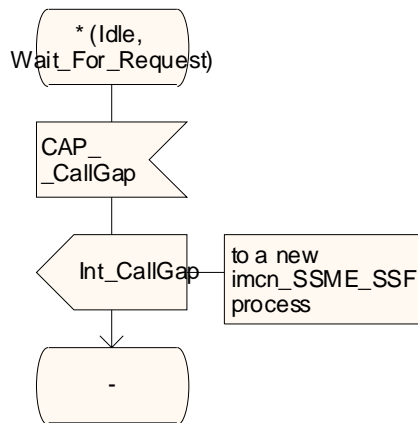 * (Idle,
Wait_For_Request)
CAP_
_CallGap
Int_CallGap
to a new
imcn_SSME_SSF
process
-